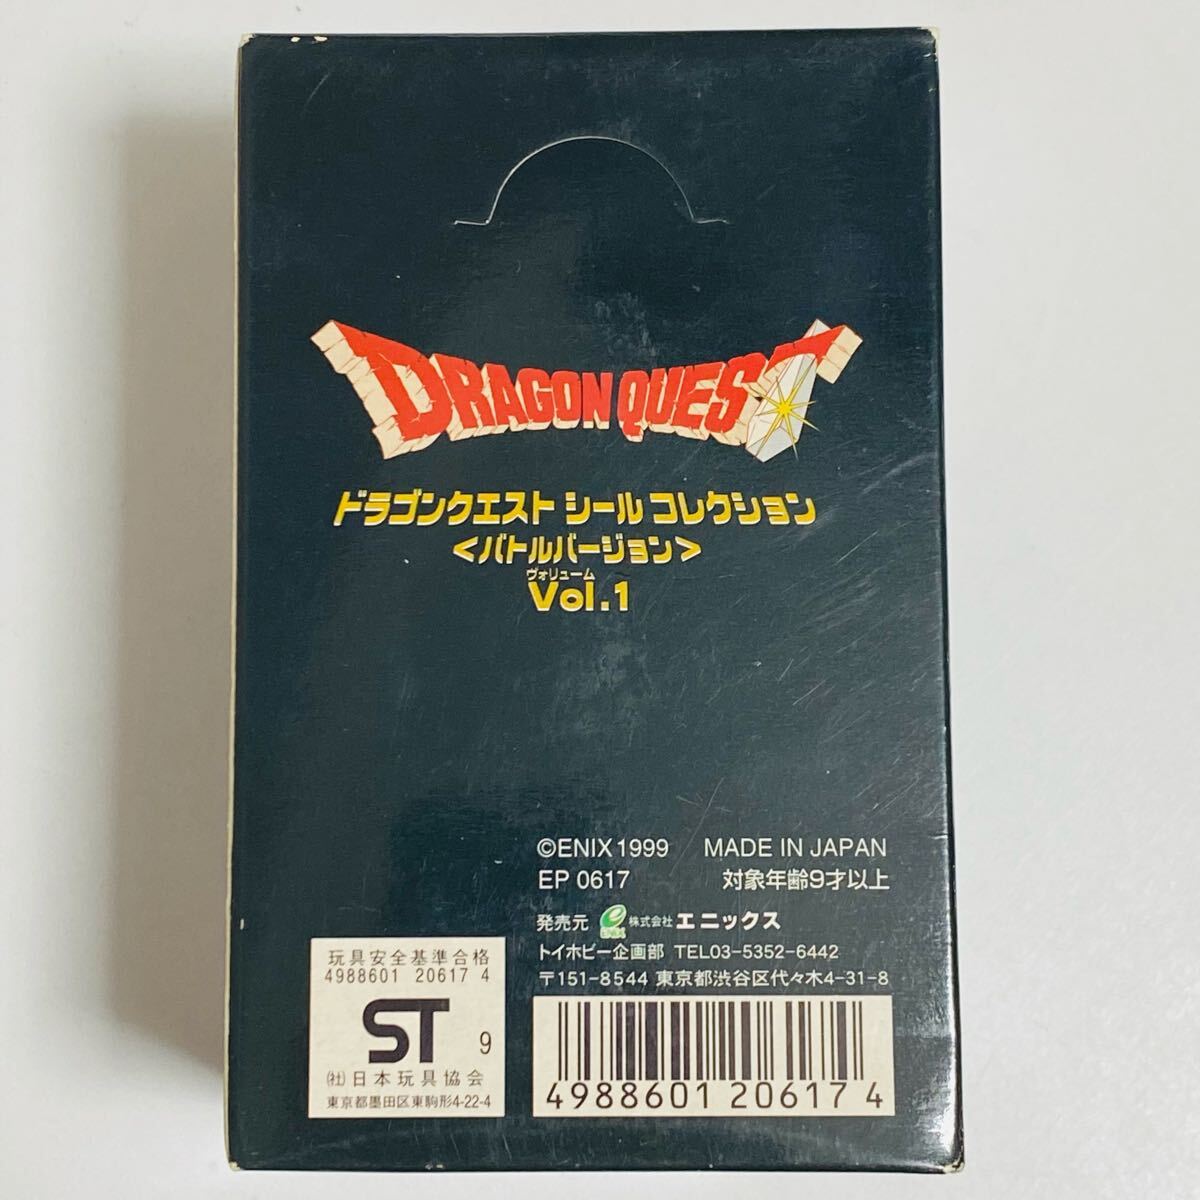 DRAGON QUEST
ドラゴンクエスト シール コレクション
<バトルバージョン>
ヴォリューム
Vol.1
©ENIX 1999 MADE IN JAPAN
EP 0617 対象年齢9才以上
発売元 e ENIX 株式会社 エニックス
トイホビー企画部 TEL03-5352-6442
〒151-8544 東京都渋谷区代々木4-31-8
玩具安全基準合格
4988601 20617 4
ST 9
㈳日本玩具協会
東京都墨田区東駒形4-22-4
4988601 20617 4